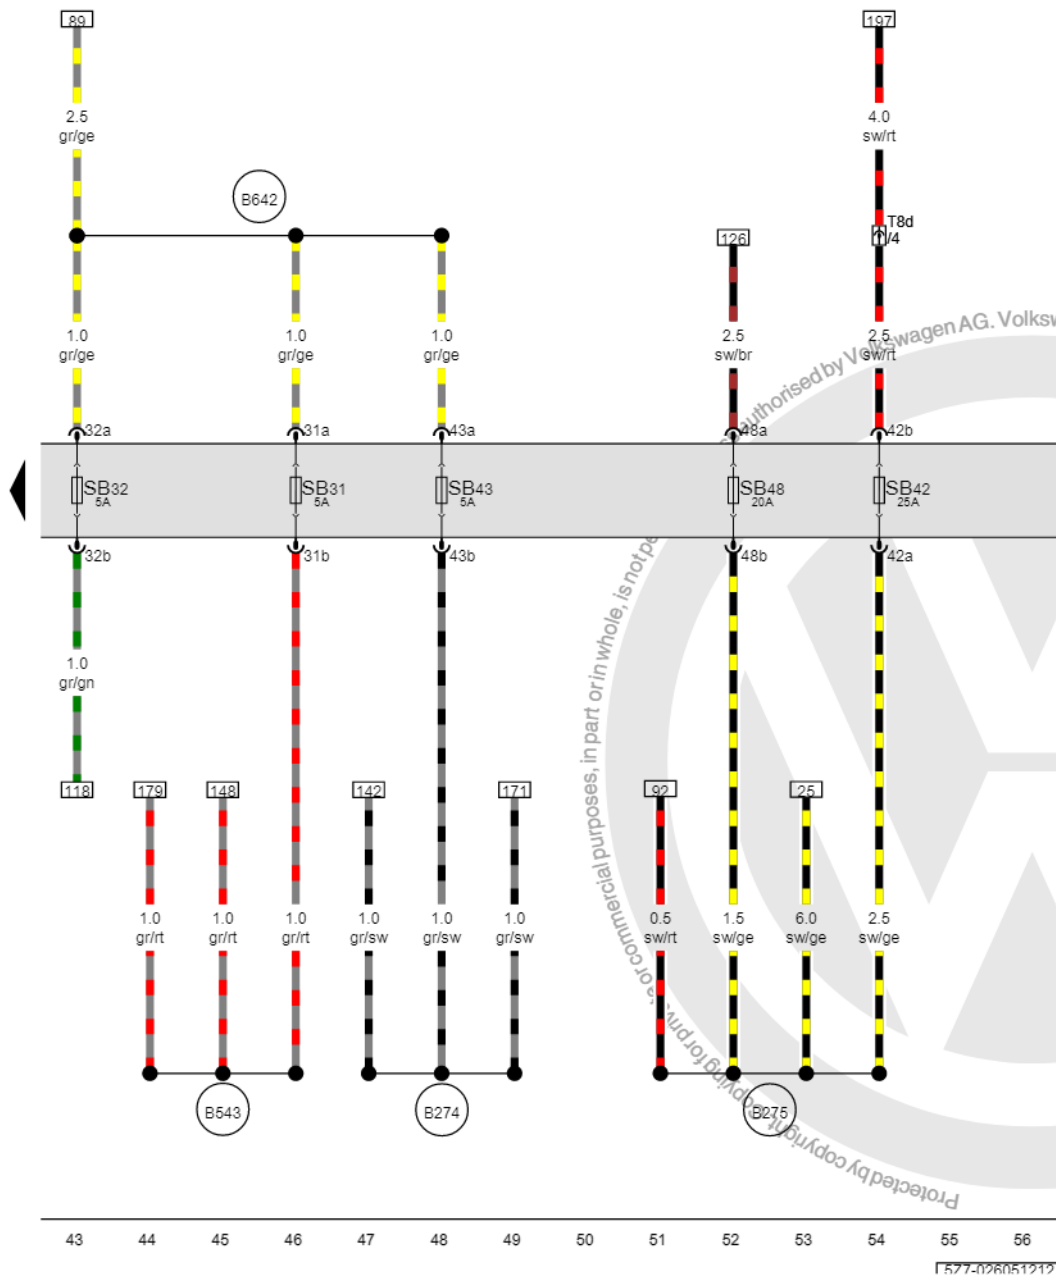 89
197
2.5
gr/ge
4.0
sw/rt
B642
T8d
/4
126
1.0
gr/ge
1.0
gr/ge
1.0
gr/ge
2.5
sw/br
2.5
sw/rt
32a
31a
43a
48a
42b
SB32
5A
SB31
5A
SB43
5A
SB48
20A
SB42
25A
32b
31b
43b
48b
42a
1.0
gr/gn
118
179
148
142
171
92
25
1.0
gr/rt
1.0
gr/rt
1.0
gr/rt
1.0
gr/sw
1.0
gr/sw
1.0
gr/sw
0.5
sw/rt
1.5
sw/ge
6.0
sw/ge
2.5
sw/ge
B543
B274
B275
authorised by Volkswagen AG. Volksw
commercial purposes, in part or in whole, is not pe
Protected by copyright. Copying for private or
43 44 45 46 47 48 49 50 51 52 53 54 55 56
577-026051212